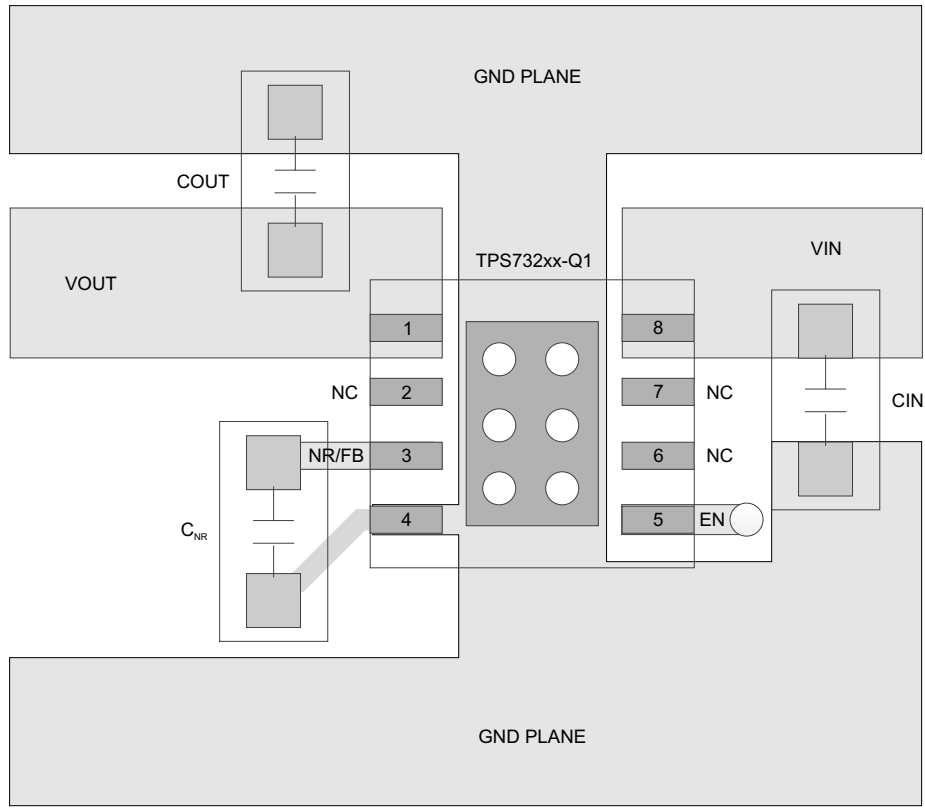 GND PLANE
COUT
VOUT
TPS732xx-Q1
VIN
1
8
NC
2
7
NC
CIN
NR/FB
3
6
NC
CNR
4
5
EN
GND PLANE